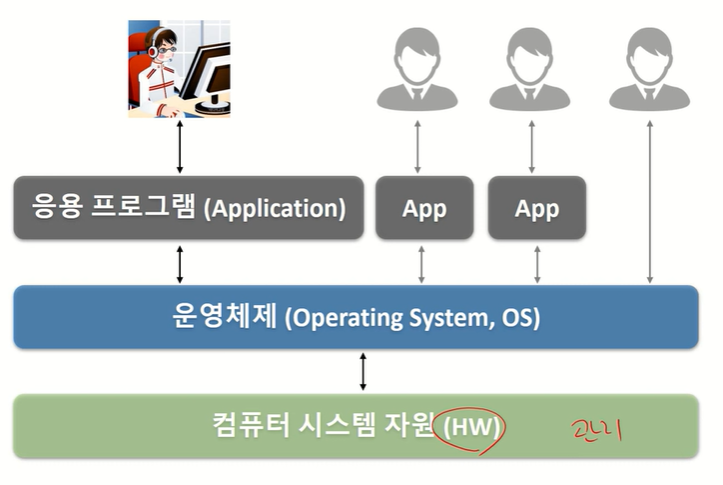 응용 프로그램 (Application)
App
App
운영체제 (Operating System, OS)
컴퓨터 시스템 자원 (HW)
관리